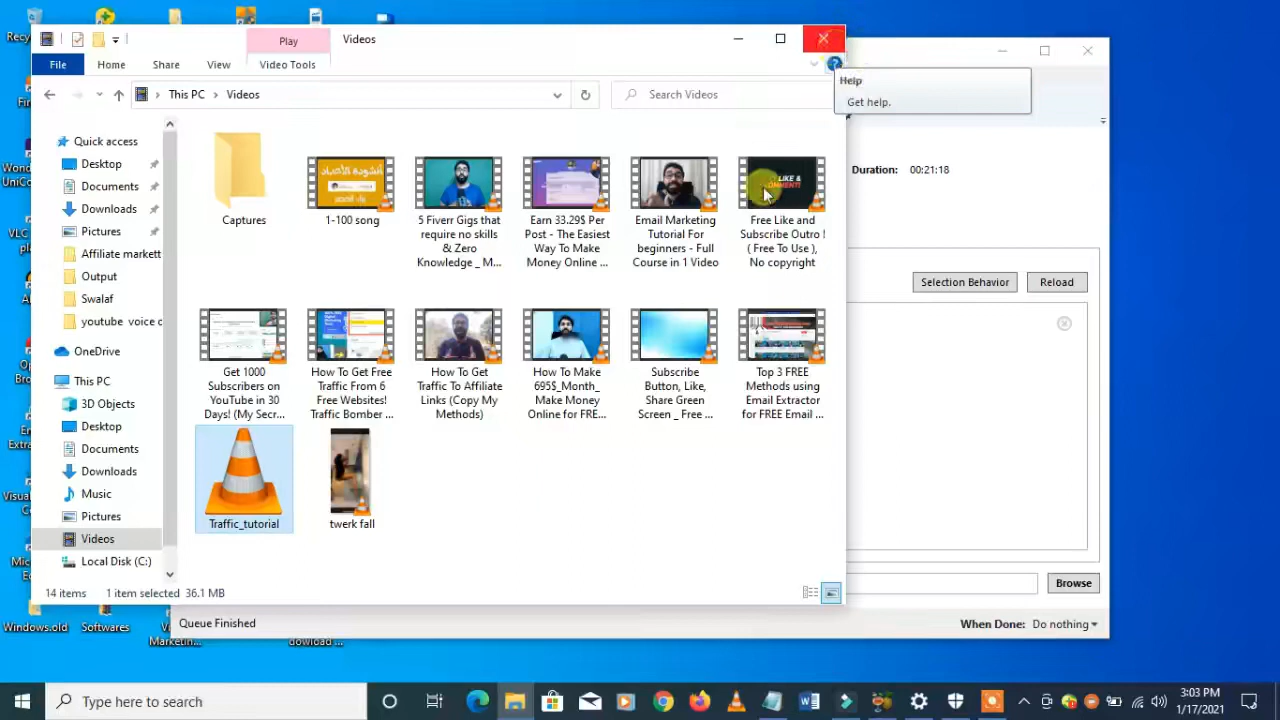 Play
Videos
File
Home
Share
View
Video Tools
Help
Get help.
This PC
Videos
Search Videos
Duration:
00:21:18
Quick access
Desktop
Documents
Downloads
Pictures
Affiliate markett
Output
Swalaf
youtube voice c
OneDrive
This PC
3D Objects
Desktop
Documents
Downloads
Music
Pictures
Videos
Local Disk (C:)
Captures
1-100 song
5 Fiverr Gigs that
require no skills
& Zero
Knowledge _ M...
Earn 33.29$ Per
Post - The Easiest
Way To Make
Money Online ...
Email Marketing
Tutorial For
beginners - Full
Course in 1 Video
LIKE &
Free Like and
Subscribe Outro !
( Free To Use ),
No copyright
Selection Behavior
Reload
Get 1000
Subscribers on
YouTube in 30
Days! (My Secr...
How To Get Free
Traffic From 6
Free Websites!
Traffic Bomber ...
How To Get
Traffic To Affiliate
Links (Copy My
Methods)
How To Make
695$_Month_
Make Money
Online for FRE...
Subscribe
Button, Like,
Share Green
Screen _ Free ...
Top 3 FREE
Methods using
Email Extractor
for FREE Email ...
Traffic_tutorial
twerk fall
14 items
1 item selected
36.1 MB
Browse
Queue Finished
When Done:
Do nothing
Windows.old
Softwares
Marketin...
Type here to search
3:03 PM
1/17/2021